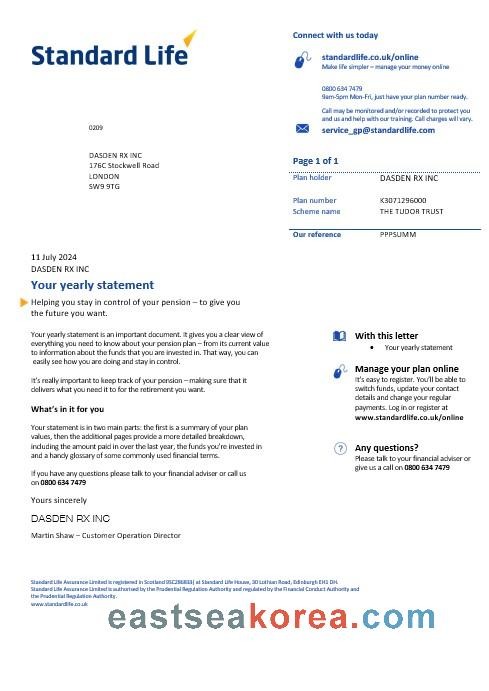 Standard Life
Connect with us today
standardlife.co.uk/online
Make life simpler – manage your money online
0800 634 7479
9am-5pm Mon-Fri, just have your plan number ready.
Call may be monitored and/or recorded to protect you
and us and help with our training. Call charges will vary.
service_gp@standardlife.com
0209
DASDEN RX INC
176C Stockwell Road
LONDON
SW9 9TG
Page 1 of 1
Plan holder DASDEN RX INC
Plan number K3071296000
Scheme name THE TUDOR TRUST
Our reference PPPSUMM
11 July 2024
DASDEN RX INC
Your yearly statement
Helping you stay in control of your pension – to give you
the future you want.
Your yearly statement is an important document. It gives you a clear view of
everything you need to know about your pension plan – from its current value
to information about the funds that you are invested in. That way, you can
easily see how you are doing and stay in control.
It's really important to keep track of your pension – making sure that it
delivers what you need it to for the retirement you want.
What's in it for you
Your statement is in two main parts: the first is a summary of your plan
values, then the additional pages provide a more detailed breakdown,
including the amount paid in over the last year, the funds you're invested in
and a handy glossary of some commonly used financial terms.
If you have any questions please talk to your financial adviser or call us
on 0800 634 7479
Yours sincerely
DASDEN RX INC
Martin Shaw – Customer Operation Director
With this letter
• Your yearly statement
Manage your plan online
It's easy to register. You'll be able to
switch funds, update your contact
details and change your regular
payments. Log in or register at
www.standardlife.co.uk/online
Any questions?
Please talk to your financial adviser or
give us a call on 0800 634 7479
Standard Life Assurance Limited is registered in Scotland (SC286833) at Standard Life House, 30 Lothian Road, Edinburgh EH1 DH.
Standard Life Assurance Limited is authorised by the Prudential Regulation Authority and regulated by the Financial Conduct Authority and
the Prudential Regulation Authority.
www.standardlife.co.uk
eastseakorea.com